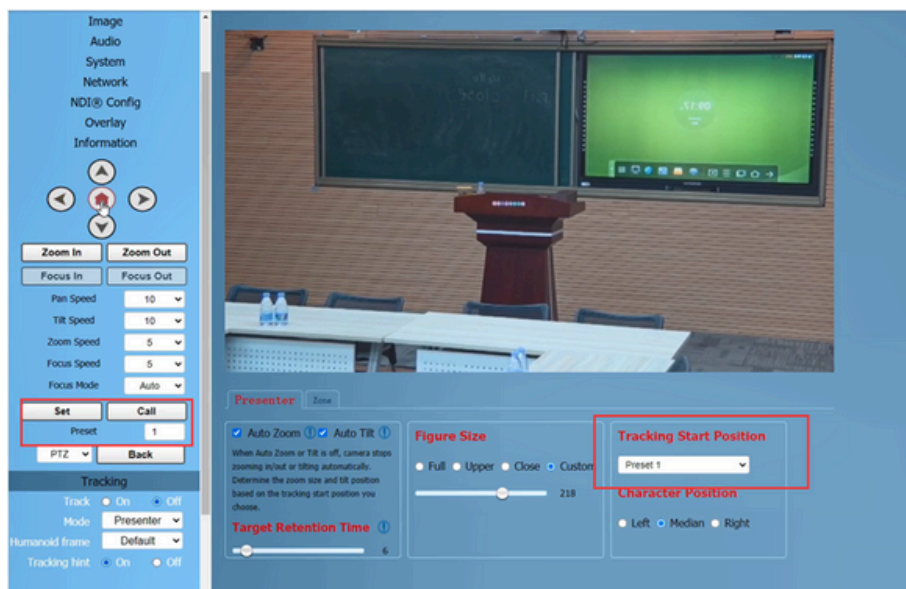 Image
Audio
System
Network
NDI® Config
Overlay
Information
Zoom In Zoom Out
Focus In Focus Out
Pan Speed 10
Tilt Speed 10
Zoom Speed 5
Focus Speed 5
Focus Mode Auto
Set Call
Preset 1
PTZ Back
Tracking
Track On Off
Mode Presenter
Humanoid frame Default
Tracking hint On Off
Presenter Zone
Auto Zoom Auto Tilt
When Auto Zoom or Tilt is off, camera stops
zooming in/out or tilting automatically.
Determine the zoom size and tilt position
based on the tracking start position you
choose.
Target Retention Time
6
Figure Size
Full Upper Close Custom
218
Tracking Start Position
Preset 1
Character Position
Left Median Right